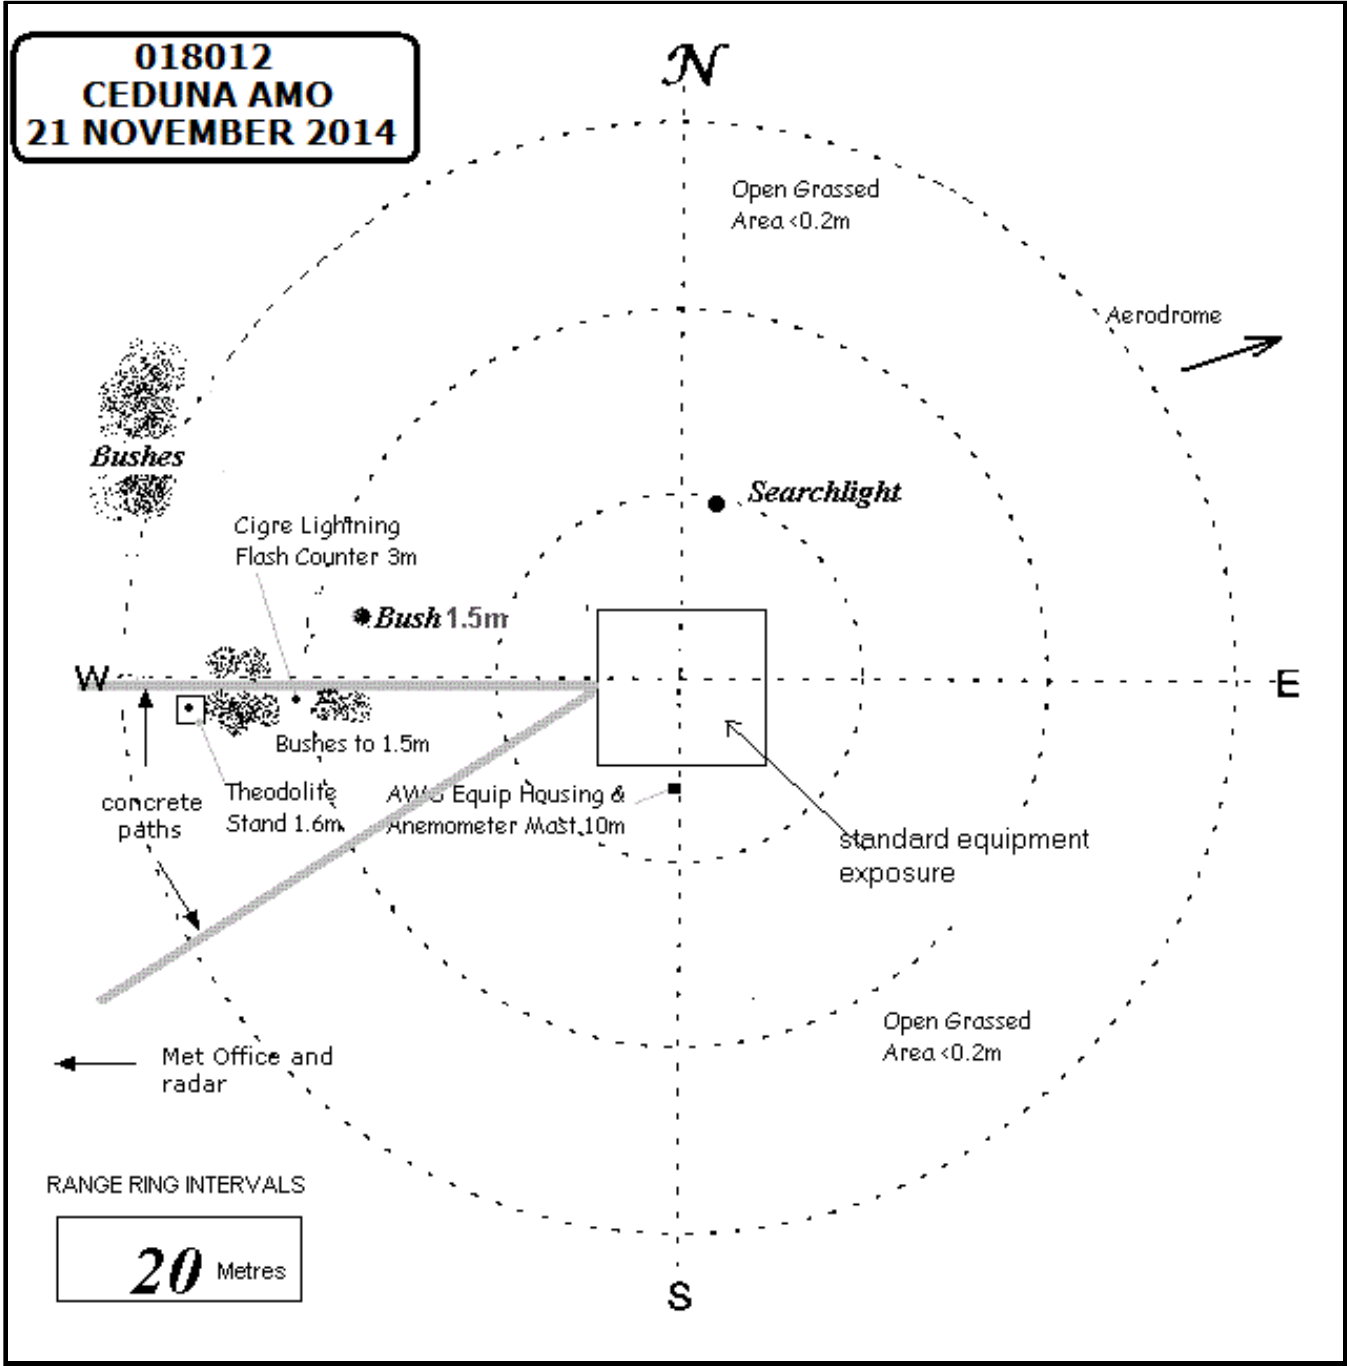 018012
CEDUNA AMO
21 NOVEMBER 2014
N
Open Grassed
Area <0.2m
Aerodrome
Bushes
Searchlight
Cigre Lightning
Flash Counter 3m
Bush 1.5m
W
E
Bushes to 1.5m
Theodolite
Stand 1.6m
concrete
paths
AWS Equip Housing &
Anemometer Mast 10m
standard equipment
exposure
Open Grassed
Area <0.2m
Met Office and
radar
RANGE RING INTERVALS
20 Metres
S